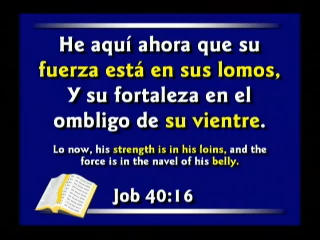 He aquí ahora que su
fuerza está en sus lomos,
Y su fortaleza en el
ombligo de su vientre.
Lo now, his strength is in his loins, and the
force is in the navel of his belly.
Job 40:16